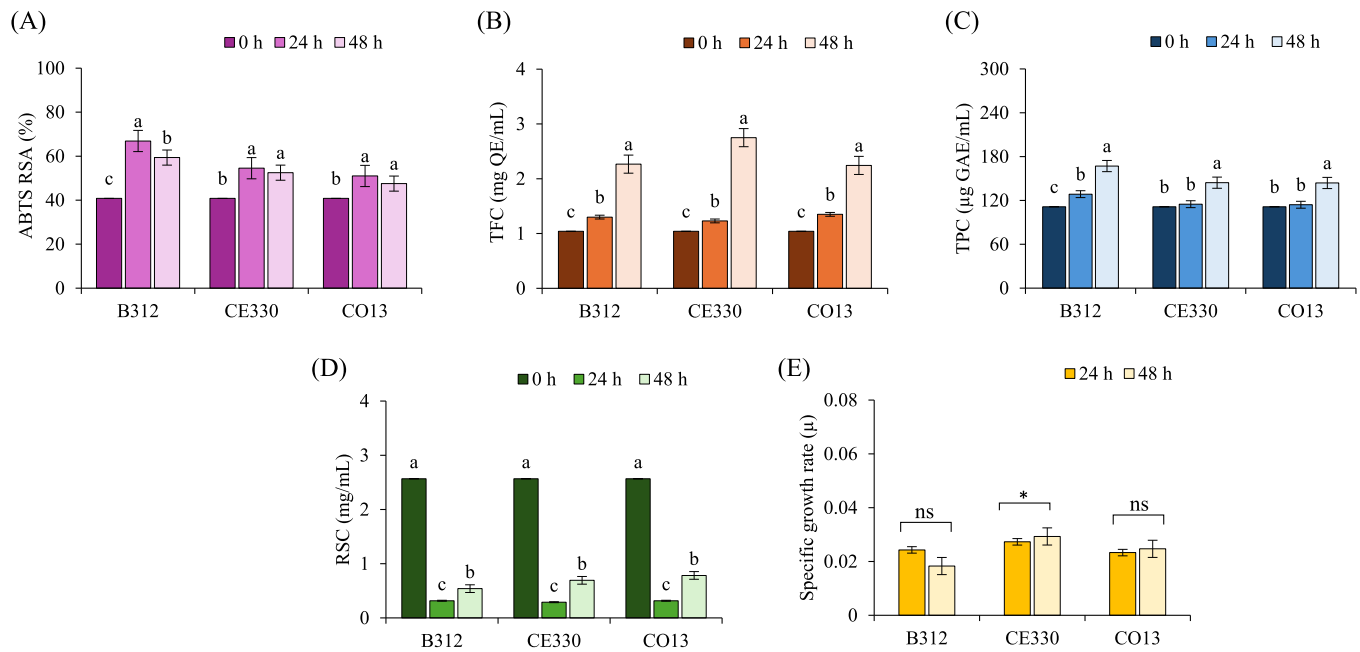 (A)
0 h 24 h 48 h
ABTS RSA (%)
100
80
60
40
20
0
c a b
b a a
b a a
B312 CE330 CO13
(B)
0 h 24 h 48 h
TFC (mg QE/mL)
4
3
2
1
0
c b a
c b a
c b a
B312 CE330 CO13
(C)
0 h 24 h 48 h
TPC (µg GAE/mL)
300
240
180
120
60
0
c b a
b b a
b b a
B312 CE330 CO13
(D)
0 h 24 h 48 h
RSC (mg/mL)
4
3
2
1
0
a c b
a c b
a c b
B312 CE330 CO13
(E)
24 h 48 h
Specific growth rate (µ)
0.08
0.06
0.04
0.02
0
ns * ns
B312 CE330 CO13